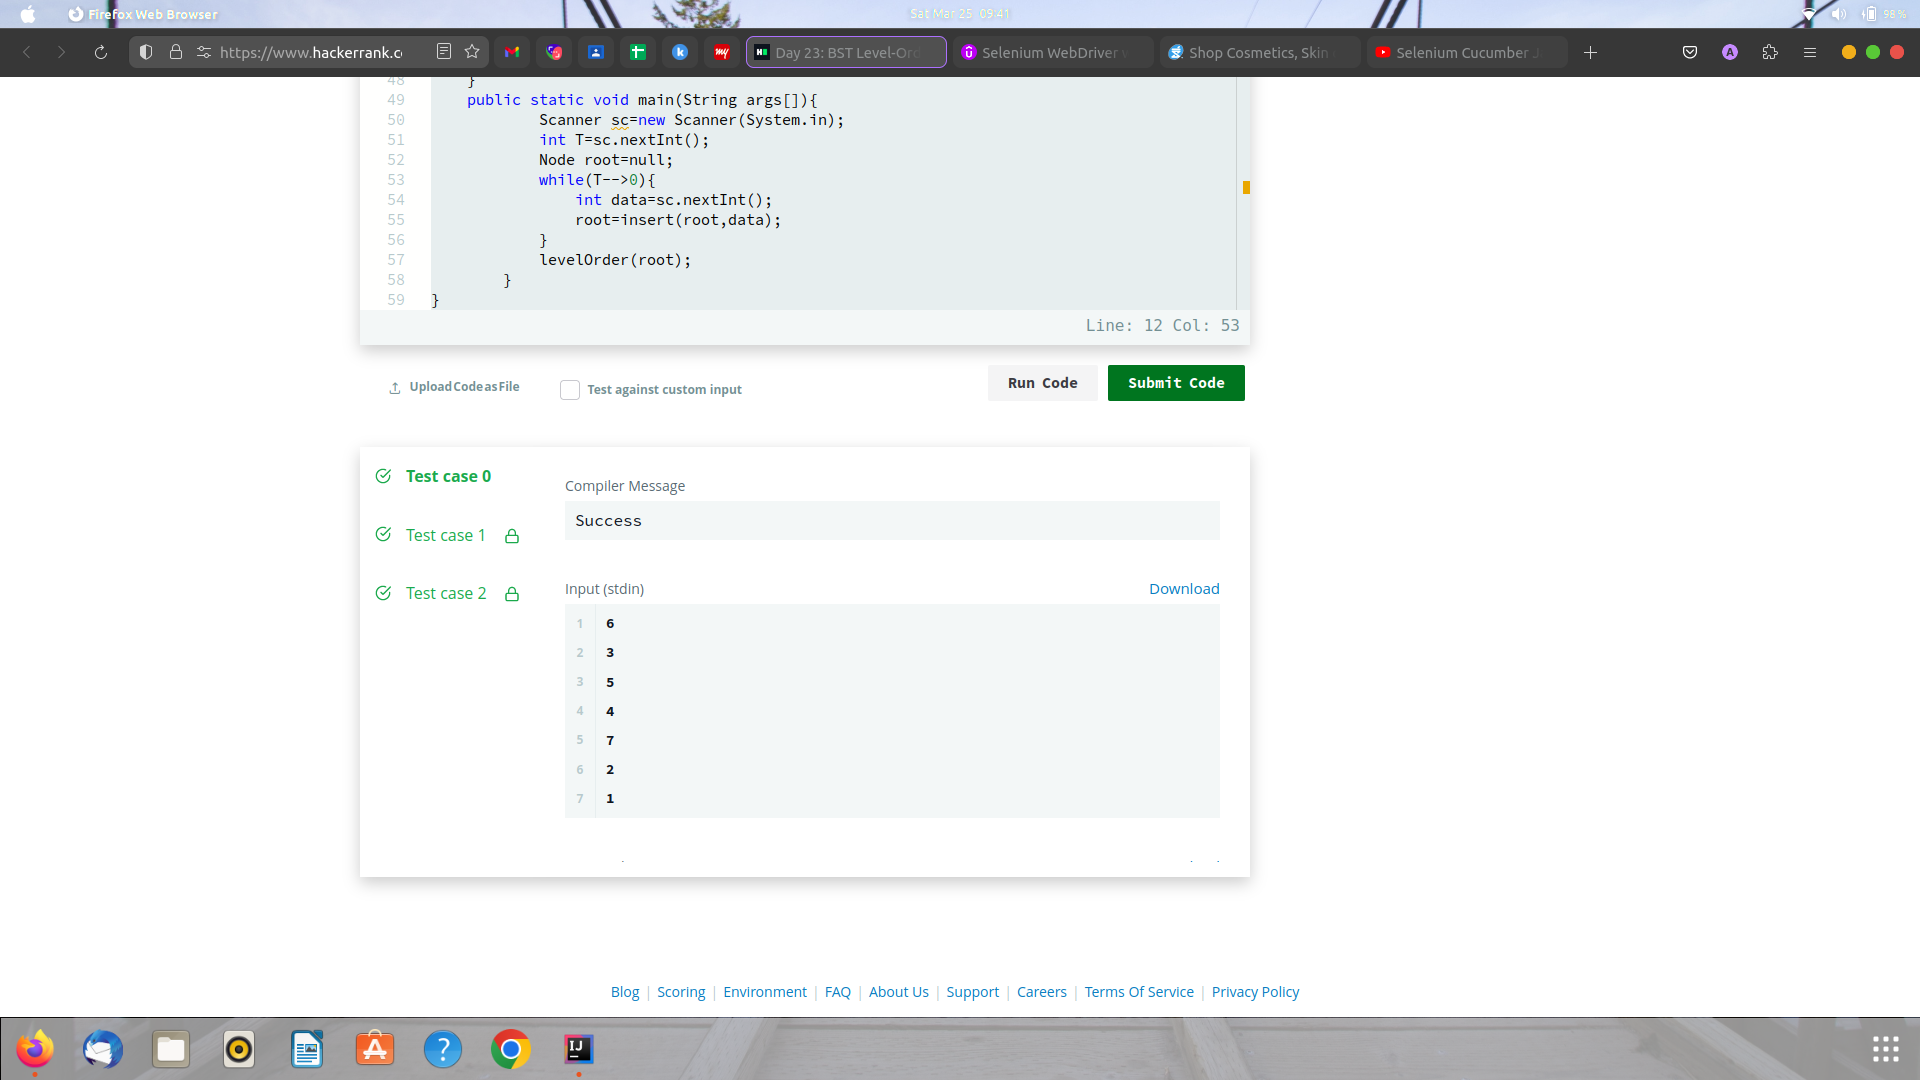 Firefox Web Browser
Sat Mar 25 09:41
98%
https://www.hackerrank.c
Day 23: BST Level-Ord
Selenium WebDriver
Shop Cosmetics, Skin
Selenium Cucumber J
48 }
49 public static void main(String args[]){
50 Scanner sc=new Scanner(System.in);
51 int T=sc.nextInt();
52 Node root=null;
53 while(T-->0){
54 int data=sc.nextInt();
55 root=insert(root,data);
56 }
57 levelOrder(root);
58 }
59 }
Line: 12 Col: 53
Upload Code as File
Test against custom input
Run Code
Submit Code
Test case 0
Test case 1
Test case 2
Compiler Message
Success
Input (stdin)
Download
1 6
2 3
3 5
4 4
5 7
6 2
7 1
Blog | Scoring | Environment | FAQ | About Us | Support | Careers | Terms Of Service | Privacy Policy